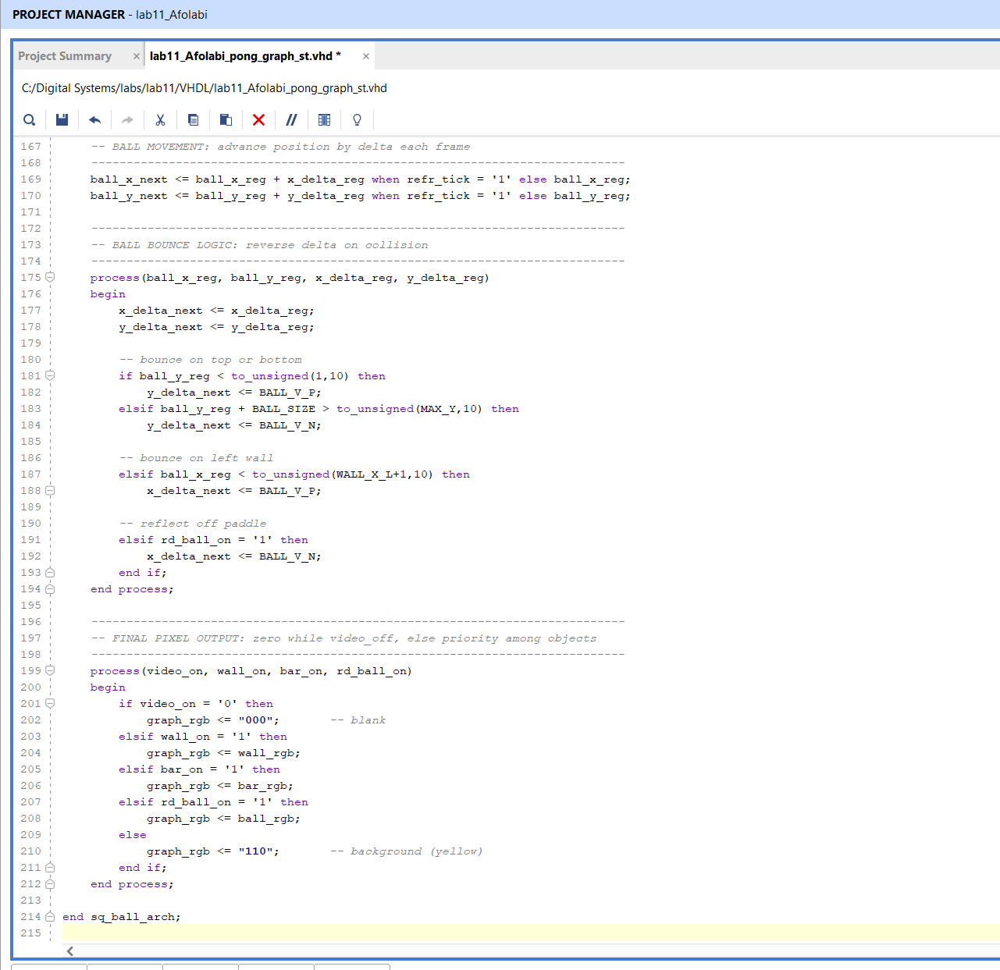 PROJECT MANAGER - lab11_Afolabi
Project Summary × lab11_Afolabi_pong_graph_st.vhd * ×
C:/Digital Systems/labs/lab11/VHDL/lab11_Afolabi_pong_graph_st.vhd
167 -- BALL MOVEMENT: advance position by delta each frame
168 ----------------------------------------------------------------------------
169 ball_x_next <= ball_x_reg + x_delta_reg when refr_tick = '1' else ball_x_reg;
170 ball_y_next <= ball_y_reg + y_delta_reg when refr_tick = '1' else ball_y_reg;
171
172 ----------------------------------------------------------------------------
173 -- BALL BOUNCE LOGIC: reverse delta on collision
174 ----------------------------------------------------------------------------
175 process(ball_x_reg, ball_y_reg, x_delta_reg, y_delta_reg)
176 begin
177 x_delta_next <= x_delta_reg;
178 y_delta_next <= y_delta_reg;
179
180 -- bounce on top or bottom
181 if ball_y_reg < to_unsigned(1,10) then
182 y_delta_next <= BALL_V_P;
183 elsif ball_y_reg + BALL_SIZE > to_unsigned(MAX_Y,10) then
184 y_delta_next <= BALL_V_N;
185
186 -- bounce on left wall
187 elsif ball_x_reg < to_unsigned(WALL_X_L+1,10) then
188 x_delta_next <= BALL_V_P;
189
190 -- reflect off paddle
191 elsif rd_ball_on = '1' then
192 x_delta_next <= BALL_V_N;
193 end if;
194 end process;
195
196 ----------------------------------------------------------------------------
197 -- FINAL PIXEL OUTPUT: zero while video_off, else priority among objects
198 ----------------------------------------------------------------------------
199 process(video_on, wall_on, bar_on, rd_ball_on)
200 begin
201 if video_on = '0' then
202 graph_rgb <= "000"; -- blank
203 elsif wall_on = '1' then
204 graph_rgb <= wall_rgb;
205 elsif bar_on = '1' then
206 graph_rgb <= bar_rgb;
207 elsif rd_ball_on = '1' then
208 graph_rgb <= ball_rgb;
209 else
210 graph_rgb <= "110"; -- background (yellow)
211 end if;
212 end process;
213
214 end sq_ball_arch;
215